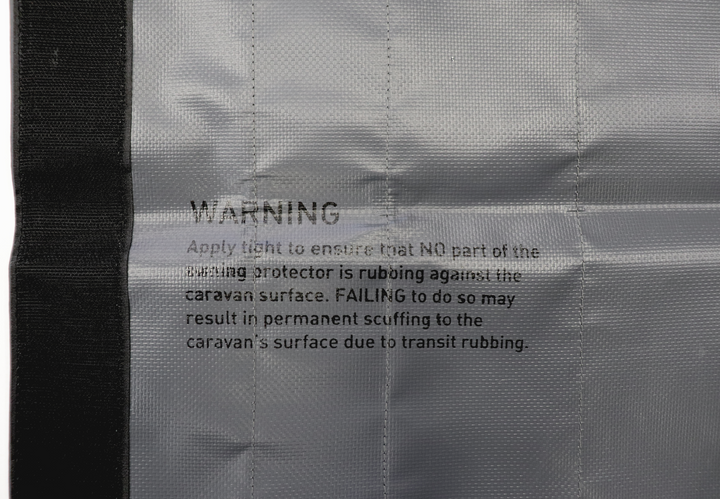 WARNING
Apply tight to ensure that NO part of the
awning protector is rubbing against the
caravan surface. FAILING to do so may
result in permanent scuffing to the
caravan's surface due to transit rubbing.